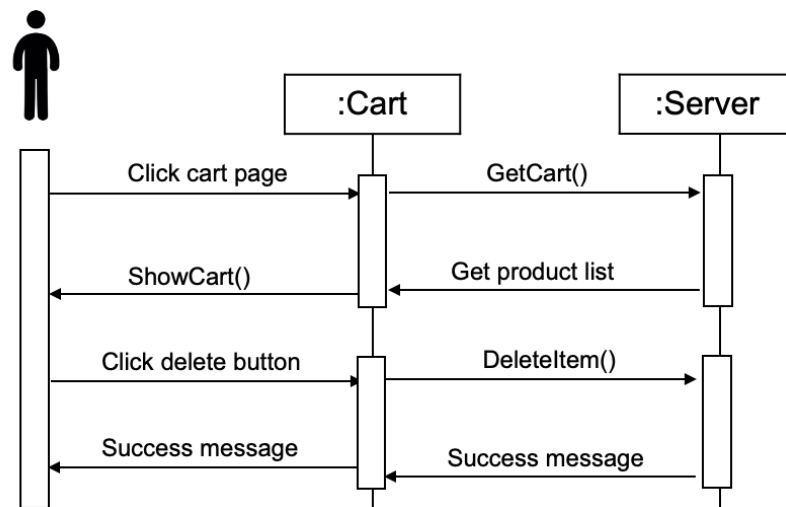 :Cart
:Server
Click cart page
GetCart()
ShowCart()
Get product list
Click delete button
DeleteItem()
Success message
Success message